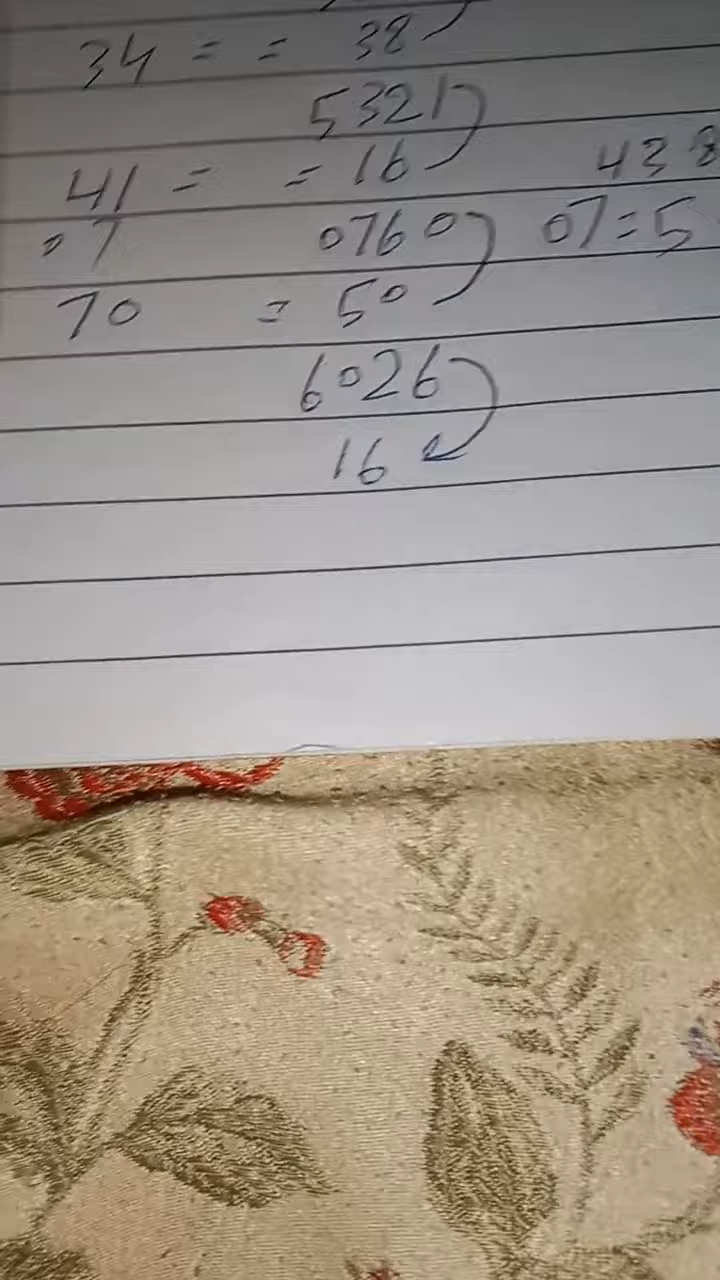 34 = = 38
5321
41 = = 16 438
07 0760 07=5
70 = 50
6026
16